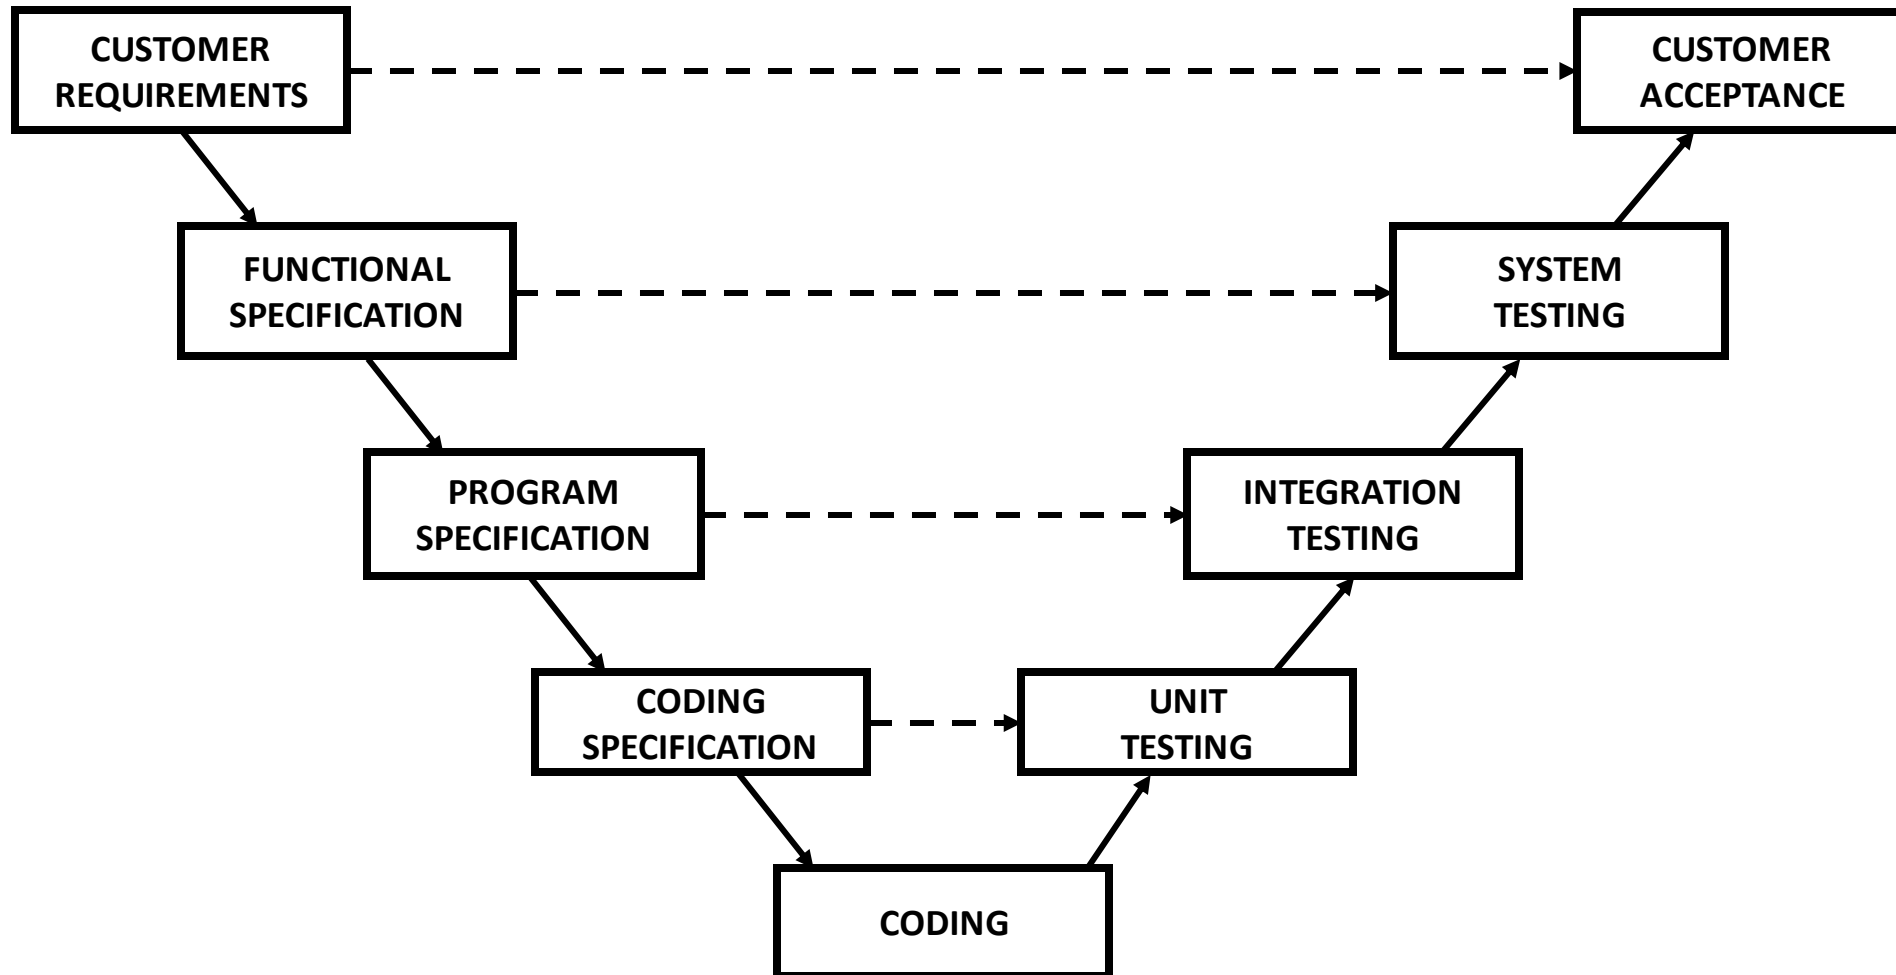 CUSTOMER
REQUIREMENTS
CUSTOMER
ACCEPTANCE
FUNCTIONAL
SPECIFICATION
SYSTEM
TESTING
PROGRAM
SPECIFICATION
INTEGRATION
TESTING
CODING
SPECIFICATION
UNIT
TESTING
CODING